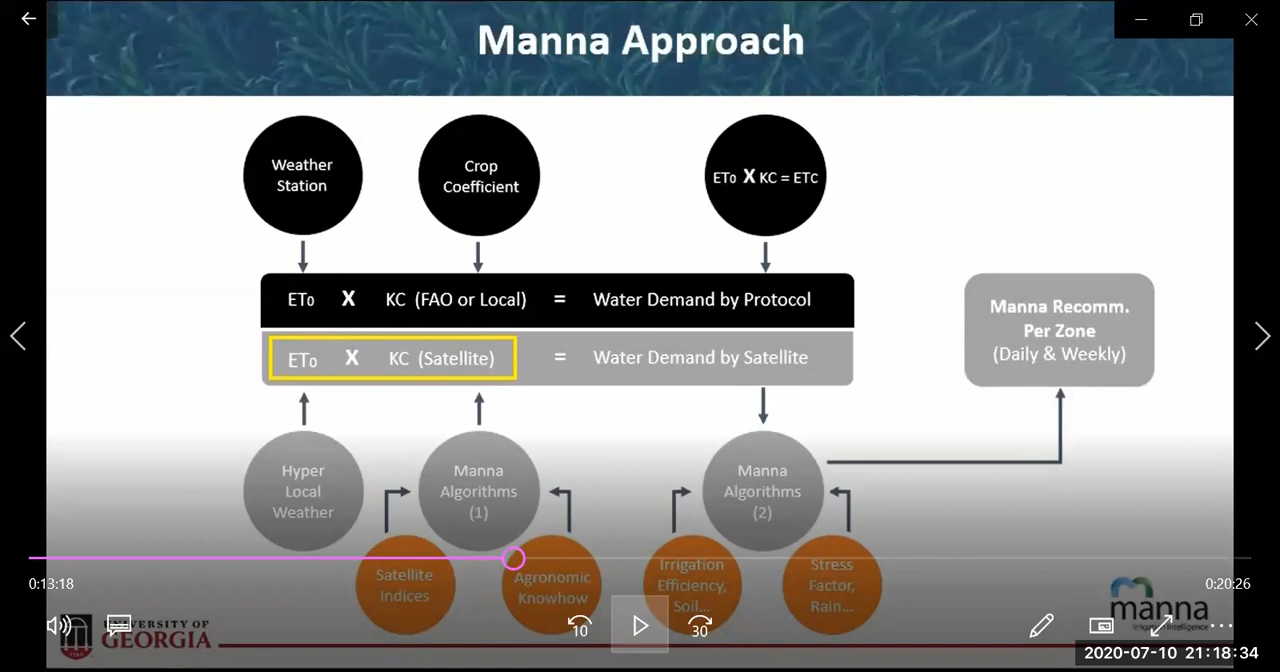 Manna Approach
Weather
Station
Crop
Coefficient
ET₀ X KC = ETC
ET₀ X KC (FAO or Local) = Water Demand by Protocol
ET₀ X KC (Satellite) = Water Demand by Satellite
Manna Recomm.
Per Zone
(Daily & Weekly)
Hyper
Local
Weather
Manna
Algorithms
(1)
Manna
Algorithms
(2)
Satellite
Indices
Agronomic
Knowhow
Irrigation
Efficiency,
Soil...
Stress
Factor,
Rain...
0:13:18
0:20:26
UNIVERSITY OF
GEORGIA
10
30
manna
2020-07-10 21:18:34